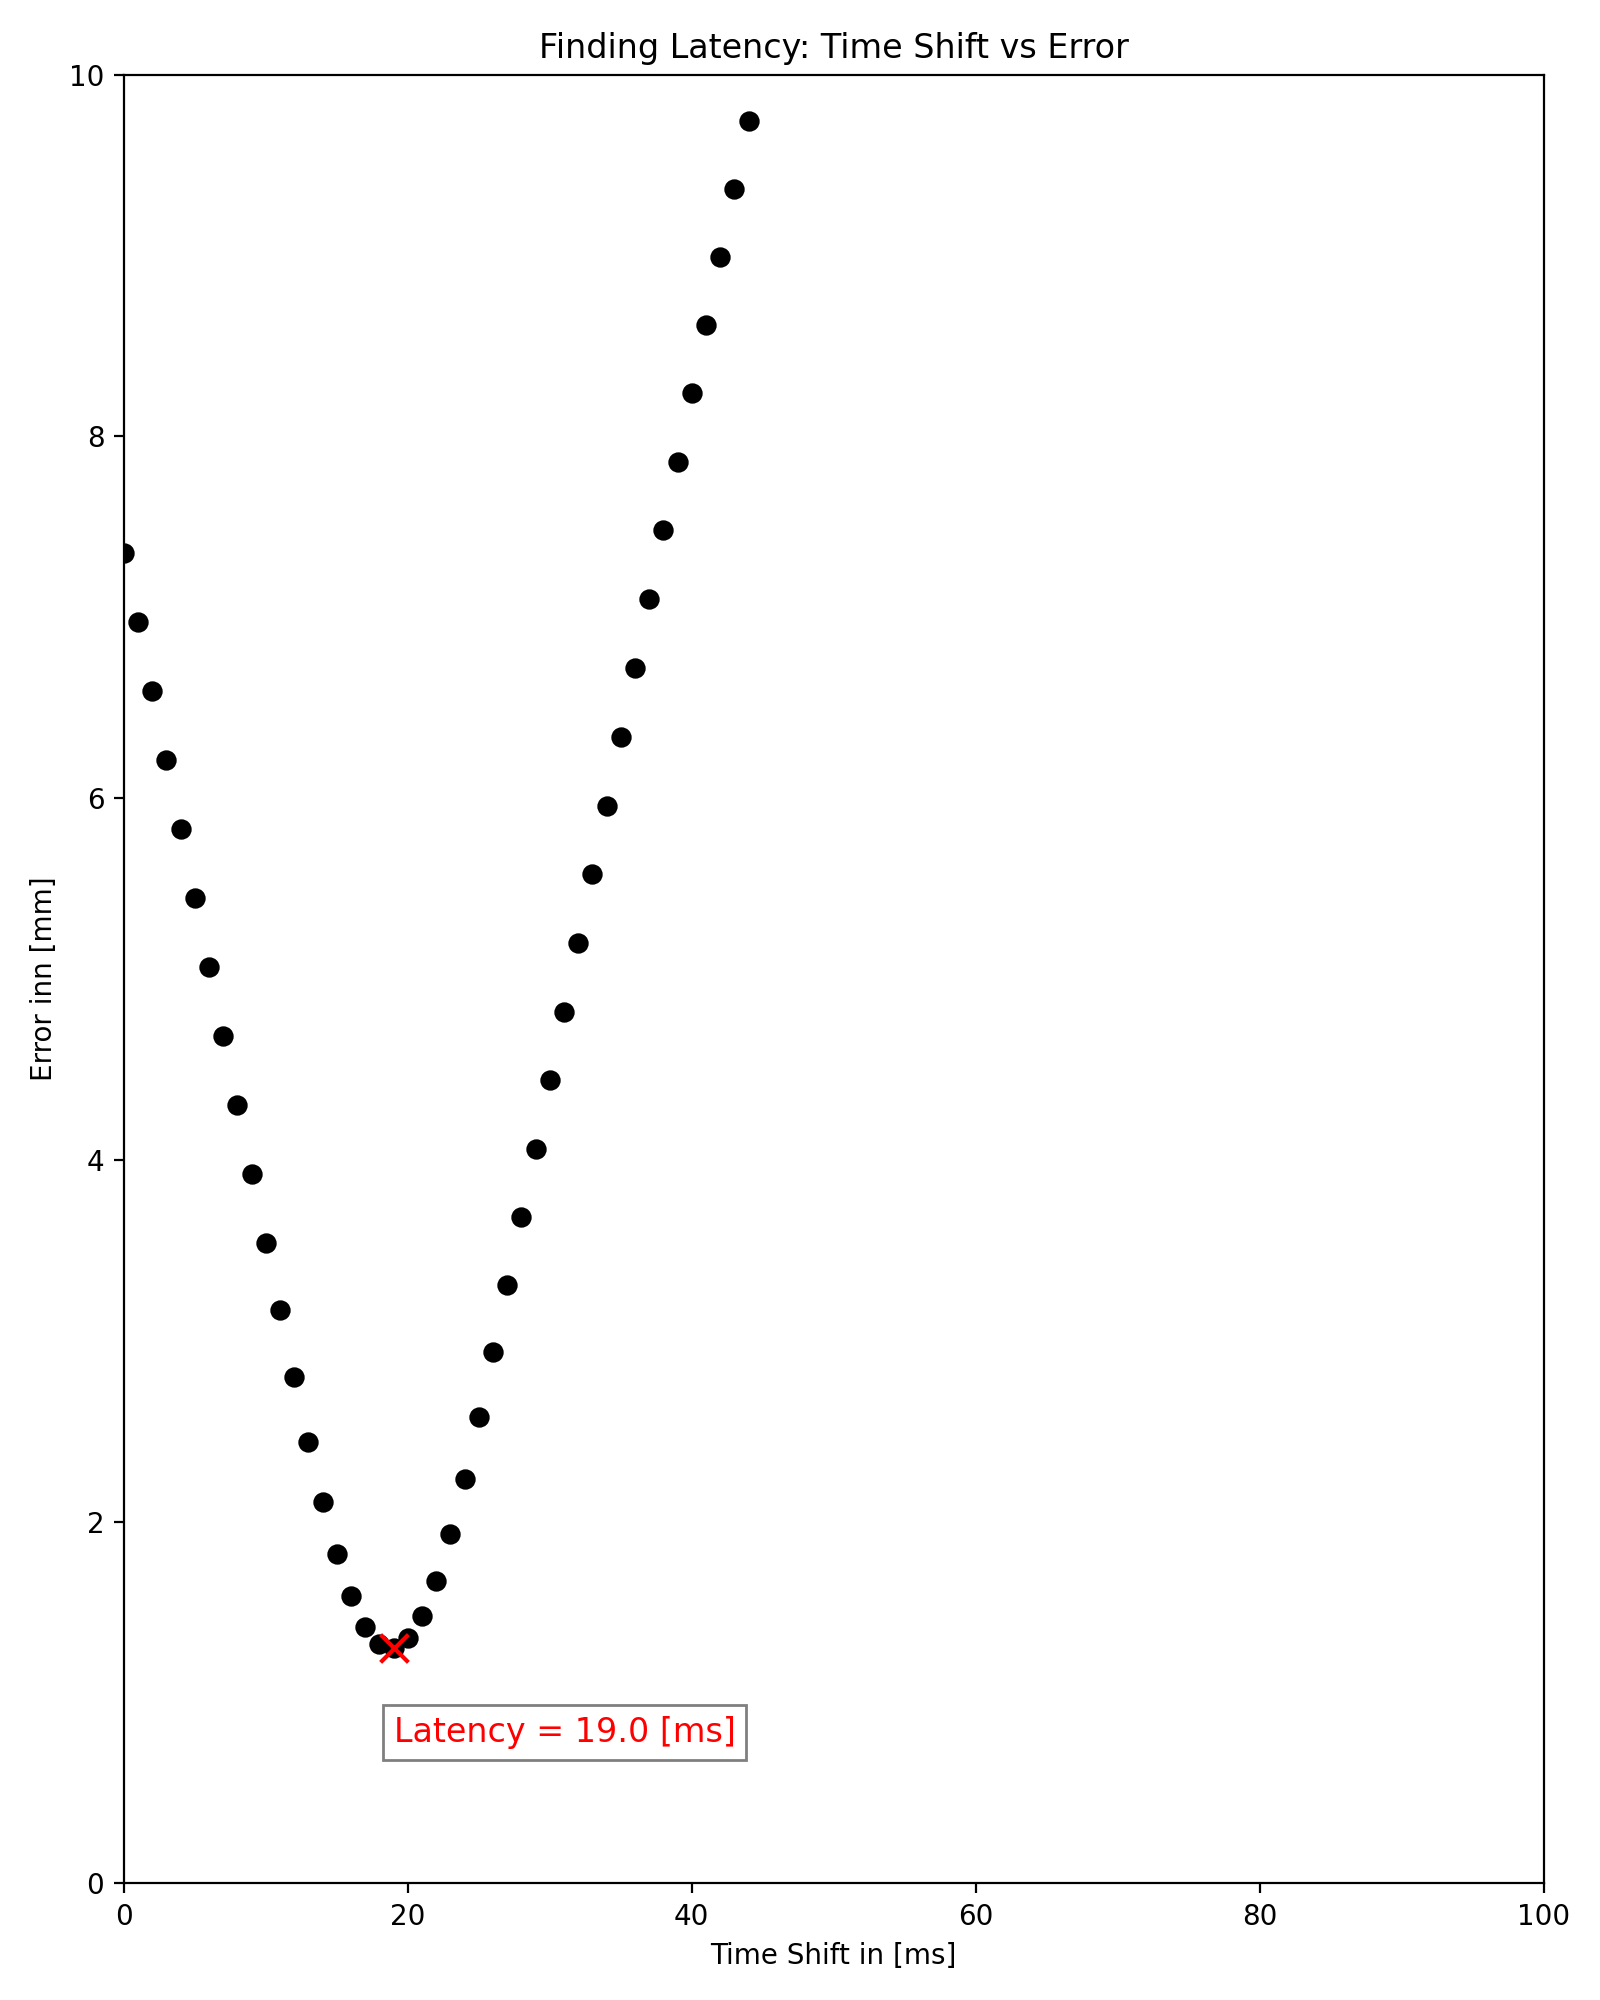 Finding Latency: Time Shift vs Error
10
8
6
4
2
0
Error inn [mm]
Latency = 19.0 [ms]
0 20 40 60 80 100
Time Shift in [ms]